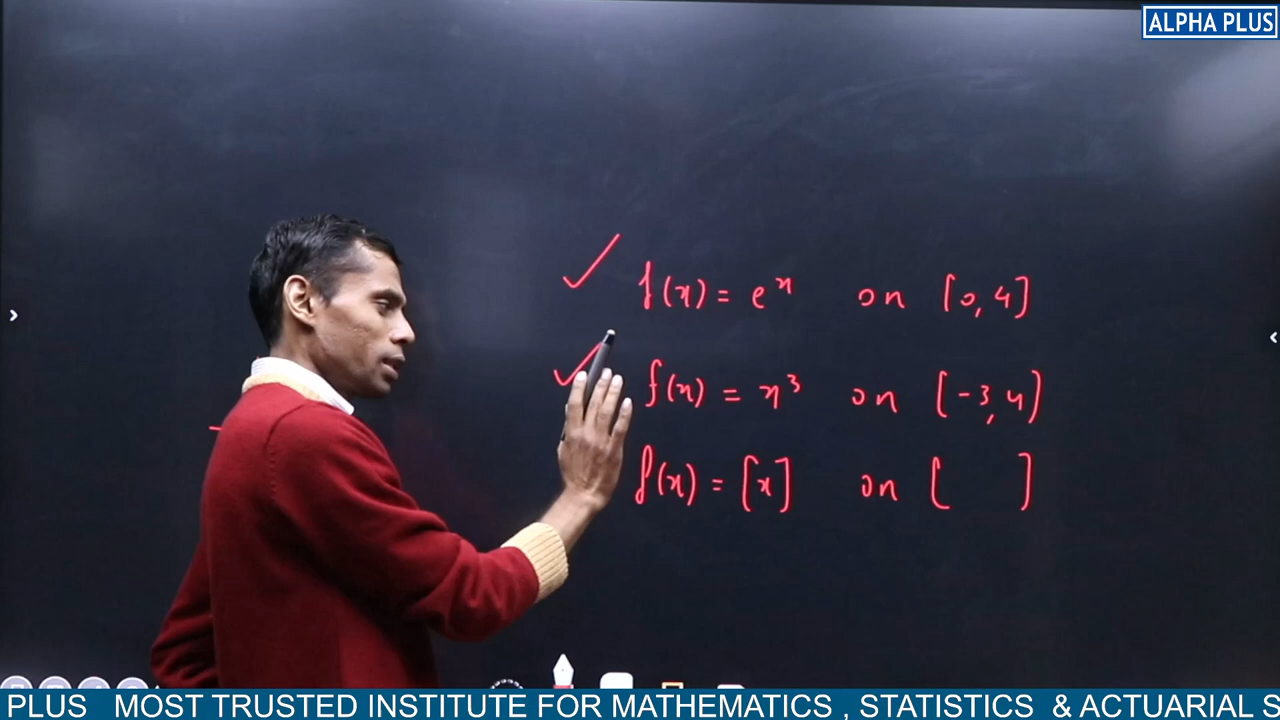 ALPHA PLUS
f(x) = e^x on [0, 4]
f(x) = x^3 on [-3, 4]
f(x) = [x] on [ ]
PLUS MOST TRUSTED INSTITUTE FOR MATHEMATICS , STATISTICS & ACTUARIAL S